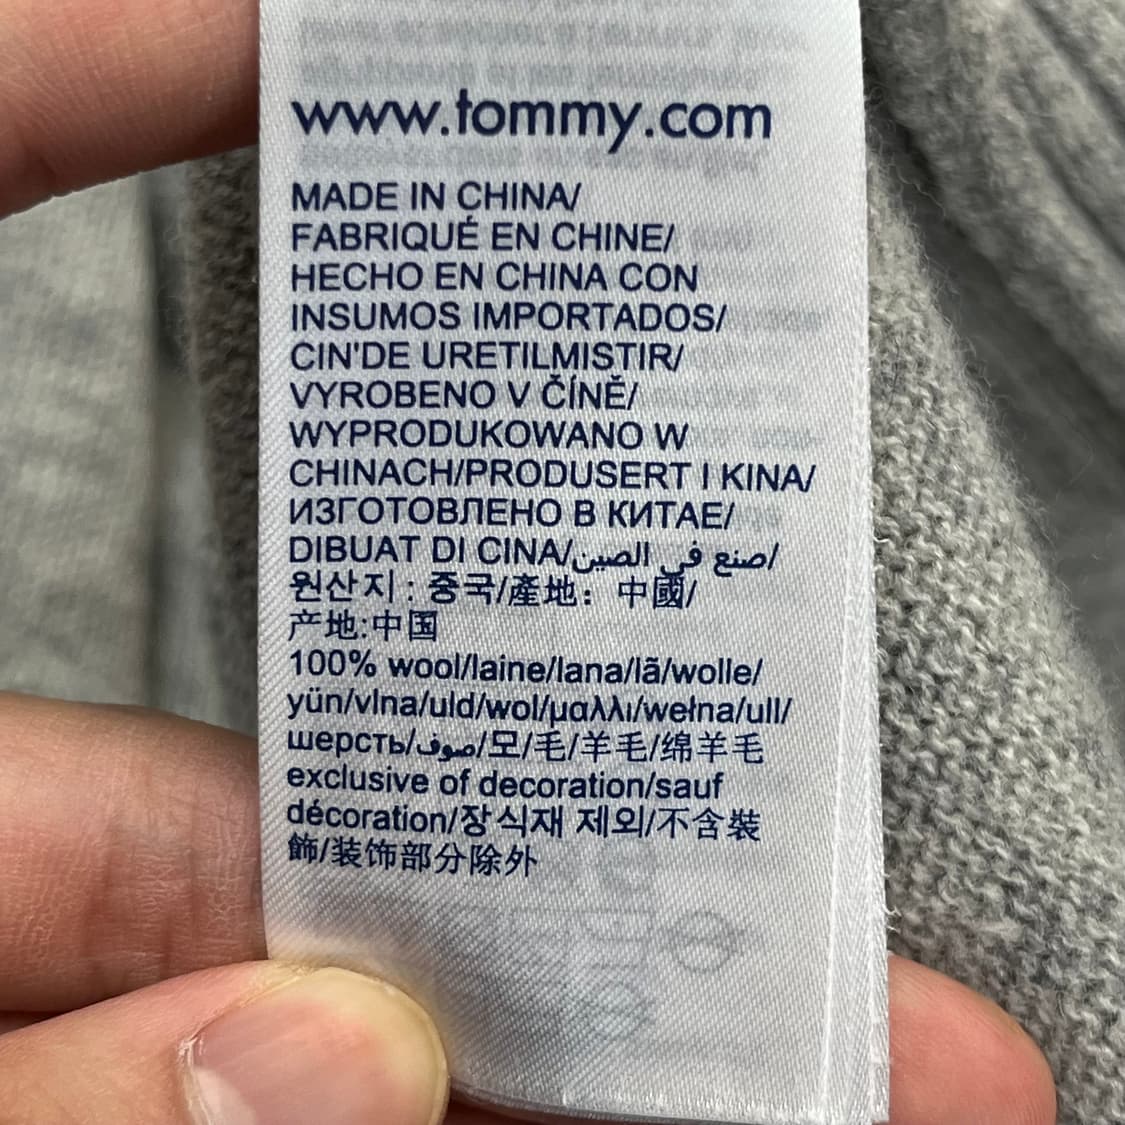 www.tommy.com
MADE IN CHINA/
FABRIQUÉ EN CHINE/
HECHO EN CHINA CON
INSUMOS IMPORTADOS/
CIN'DE URETILMISTIR/
VYROBENO V ČÍNĚ/
WYPRODUKOWANO W
CHINACH/PRODUSERT I KINA/
ИЗГОТОВЛЕНО В КИТАЕ/
DIBUAT DI CINA/صنع في الصين/
원산지 : 중국/產地：中國/
产地:中国
100% wool/laine/lana/lã/wolle/
yün/vlna/uld/wol/μαλλι/wełna/ull/
шерсть/صوف/모/毛/羊毛/绵羊毛
exclusive of decoration/sauf
décoration/장식재 제외/不含裝
飾/装饰部分除外